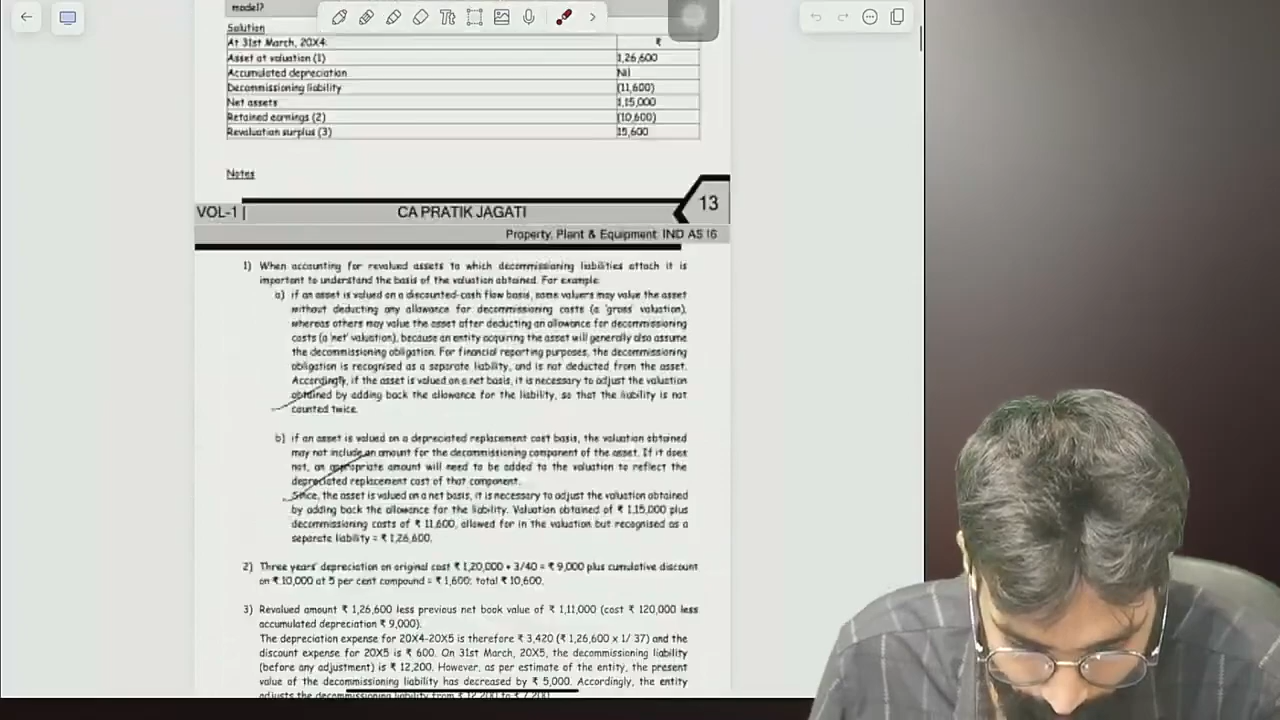 model?
Tt
Solution
At 31st March, 20X4: ₹
Asset at valuation (1) 1,26,600
Accumulated depreciation Nil
Decommissioning liability (11,600)
Net assets 1,15,000
Retained earnings (2) (10,600)
Revaluation surplus (3) 15,600
Notes
13
VOL-1 | CA PRATIK JAGATI
Property, Plant & Equipment: IND AS 16
1) When accounting for revalued assets to which decommissioning liabilities attach it is
important to understand the basis of the valuation obtained. For example:
a) if an asset is valued on a discounted-cash flow basis, some valuers may value the asset
without deducting any allowance for decommissioning costs (a 'gross' valuation),
whereas others may value the asset after deducting an allowance for decommissioning
costs (a 'net' valuation), because an entity acquiring the asset will generally also assume
the decommissioning obligation. For financial reporting purposes, the decommissioning
obligation is recognised as a separate liability, and is not deducted from the asset.
Accordingly, if the asset is valued on a net basis, it is necessary to adjust the valuation
obtained by adding back the allowance for the liability, so that the liability is not
counted twice.
b) if an asset is valued on a depreciated replacement cost basis, the valuation obtained
may not include an amount for the decommissioning component of the asset. If it does
not, an appropriate amount will need to be added to the valuation to reflect the
depreciated replacement cost of that component.
Since, the asset is valued on a net basis, it is necessary to adjust the valuation obtained
by adding back the allowance for the liability. Valuation obtained of ₹ 1,15,000 plus
decommissioning costs of ₹ 11,600, allowed for in the valuation but recognised as a
separate liability = ₹ 1,26,600.
2) Three years' depreciation on original cost ₹ 1,20,000 × 3/40 = ₹ 9,000 plus cumulative discount
on ₹ 10,000 at 5 per cent compound = ₹ 1,600; total ₹ 10,600.
3) Revalued amount ₹ 1,26,600 less previous net book value of ₹ 1,11,000 (cost ₹ 120,000 less
accumulated depreciation ₹ 9,000).
The depreciation expense for 20X4-20X5 is therefore ₹ 3,420 (₹ 1,26,600 x 1/ 37) and the
discount expense for 20X5 is ₹ 600. On 31st March, 20X5, the decommissioning liability
(before any adjustment) is ₹ 12,200. However, as per estimate of the entity, the present
value of the decommissioning liability has decreased by ₹ 5,000. Accordingly, the entity
adjusts the decommissioning liability from ₹ 12,200 to ₹ 7,200.